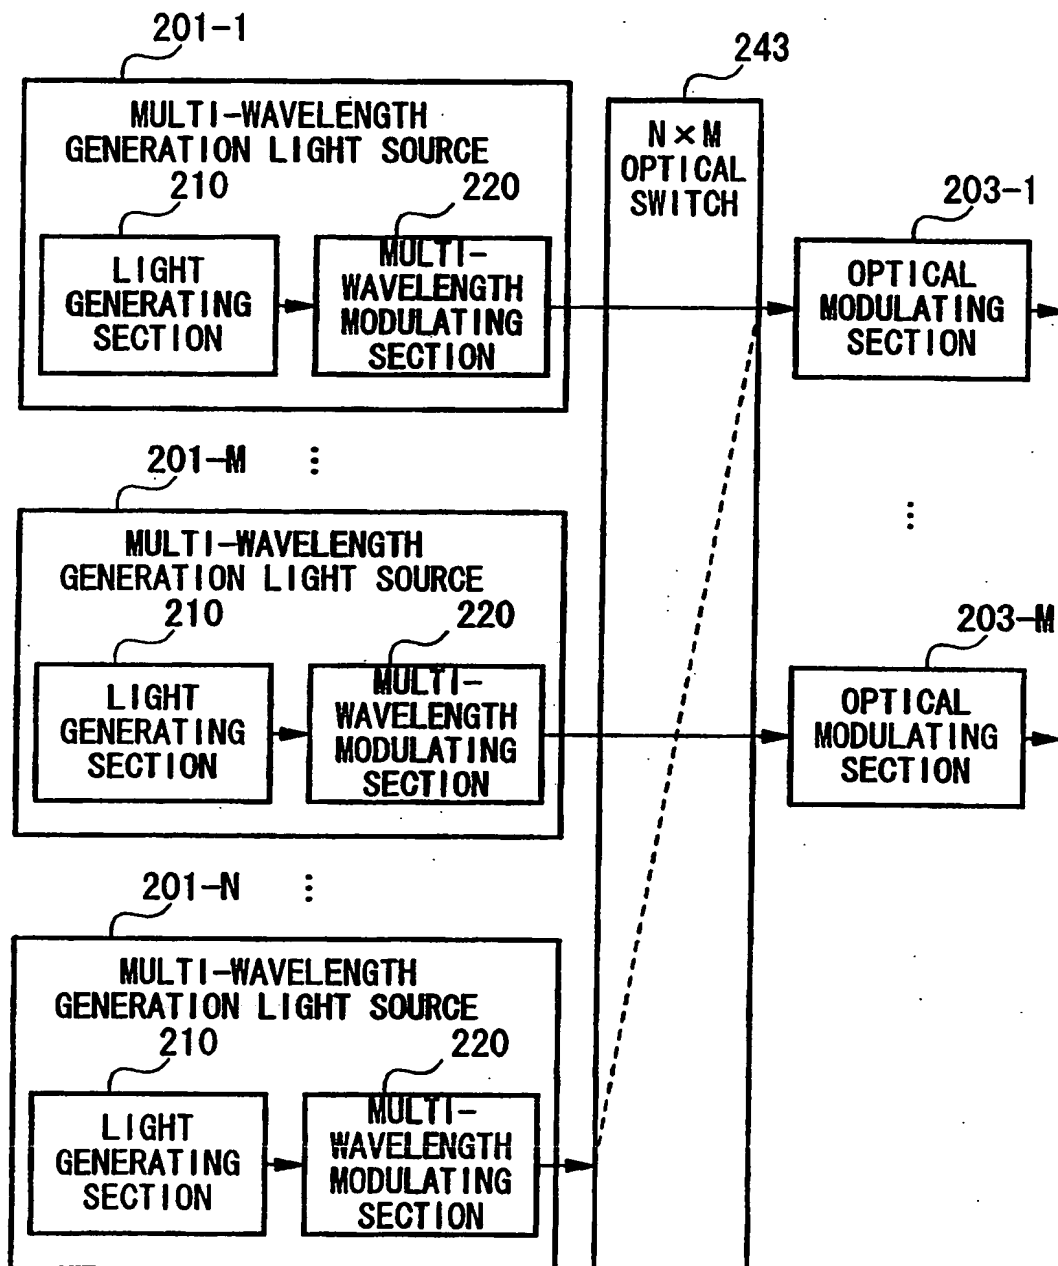 201-1
243
MULTI-WAVELENGTH
GENERATION LIGHT SOURCE
210
220
N×M
OPTICAL
SWITCH
203-1
LIGHT
GENERATING
SECTION
MULTI-
WAVELENGTH
MODULATING
SECTION
OPTICAL
MODULATING
SECTION
201-M
MULTI-WAVELENGTH
GENERATION LIGHT SOURCE
210
220
203-M
LIGHT
GENERATING
SECTION
MULTI-
WAVELENGTH
MODULATING
SECTION
OPTICAL
MODULATING
SECTION
201-N
MULTI-WAVELENGTH
GENERATION LIGHT SOURCE
210
220
LIGHT
GENERATING
SECTION
MULTI-
WAVELENGTH
MODULATING
SECTION